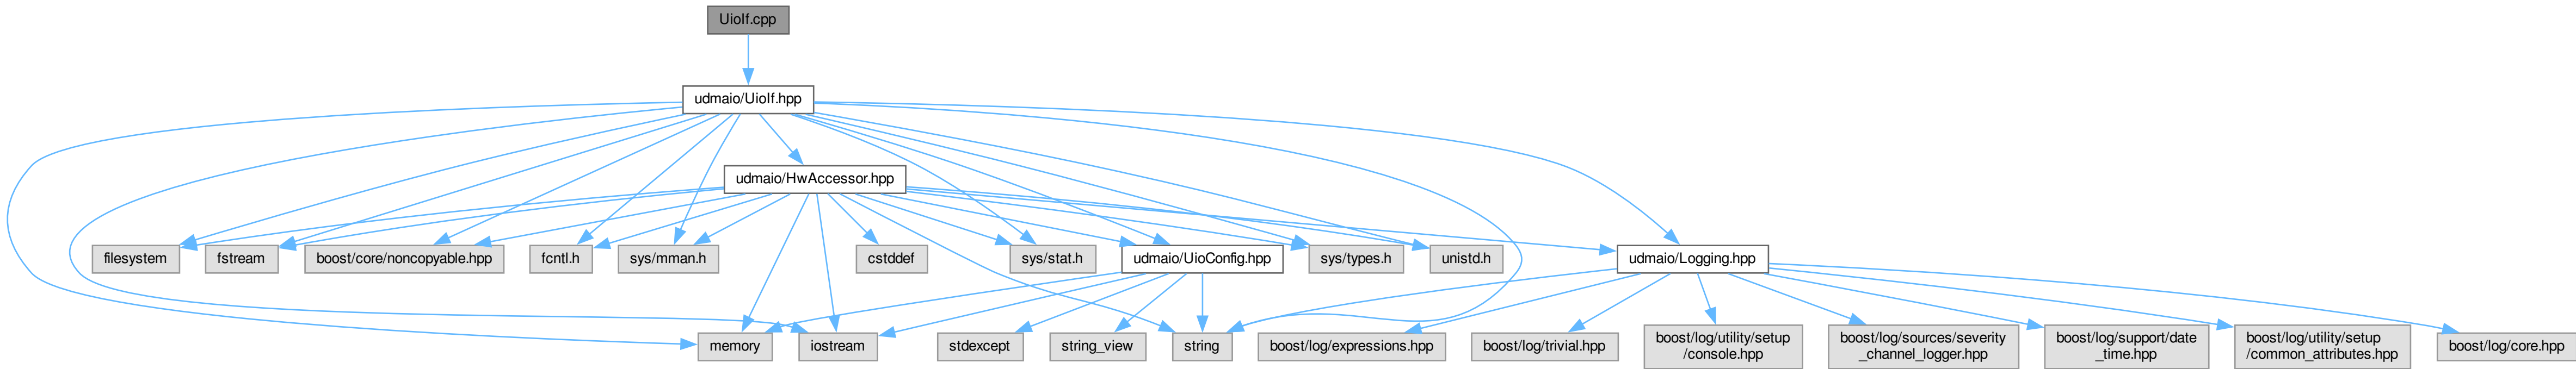 UioIf.cpp
udmaio/UioIf.hpp
udmaio/HwAccessor.hpp
filesystem
fstream
boost/core/noncopyable.hpp
fcntl.h
sys/mman.h
cstddef
sys/stat.h
udmaio/UioConfig.hpp
sys/types.h
unistd.h
udmaio/Logging.hpp
memory
iostream
stdexcept
string_view
string
boost/log/expressions.hpp
boost/log/trivial.hpp
boost/log/utility/setup
/console.hpp
boost/log/sources/severity
_channel_logger.hpp
boost/log/support/date
_time.hpp
boost/log/utility/setup
/common_attributes.hpp
boost/log/core.hpp